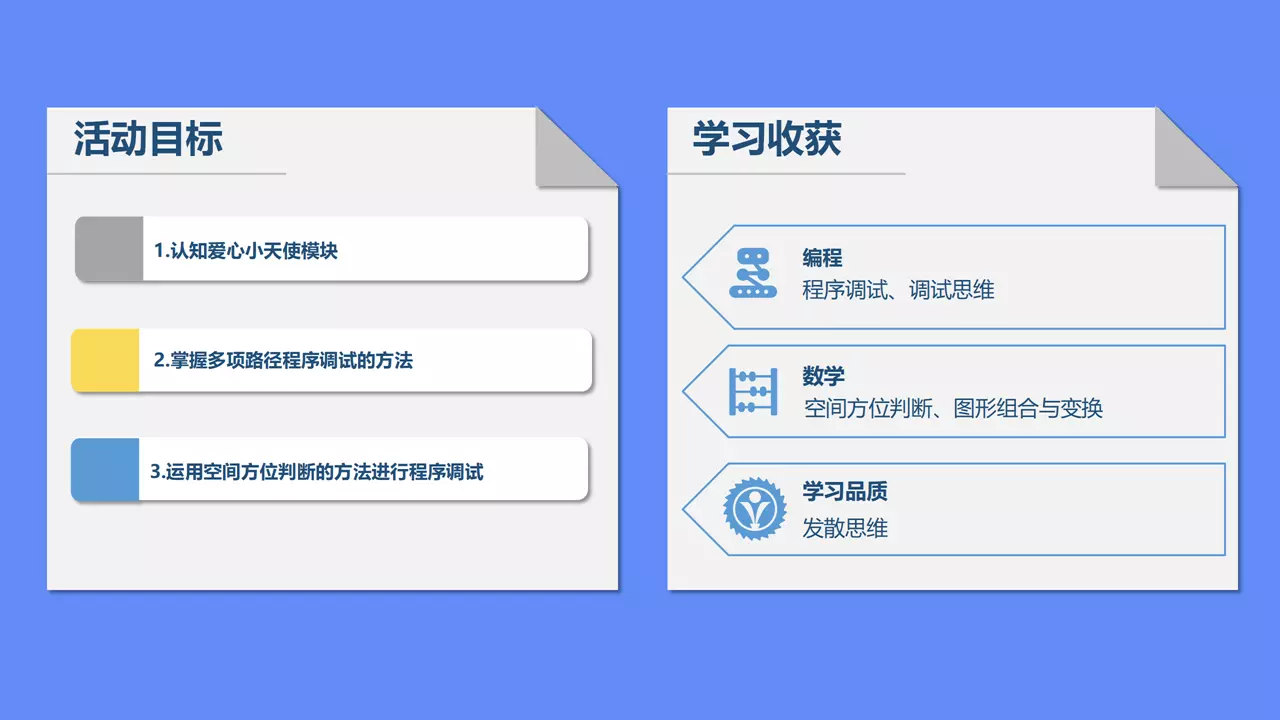 活动目标
1.认知爱心小天使模块
2.掌握多项路径程序调试的方法
3.运用空间方位判断的方法进行程序调试
学习收获
编程
程序调试、调试思维
数学
空间方位判断、图形组合与变换
学习品质
发散思维